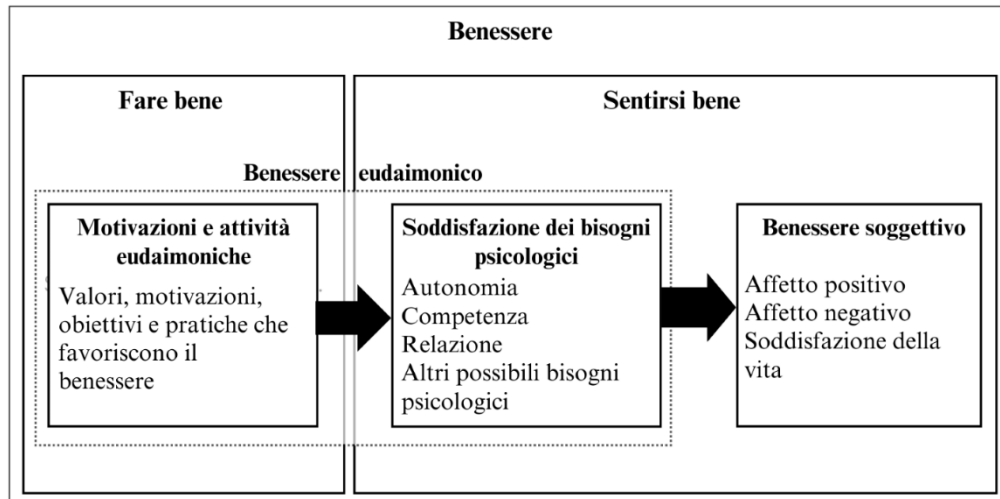 Benessere
Fare bene
Sentirsi bene
Benessere eudaimonico
Motivazioni e attività
eudaimoniche
Valori, motivazioni,
obiettivi e pratiche che
favoriscono il
benessere
Soddisfazione dei bisogni
psicologici
Autonomia
Competenza
Relazione
Altri possibili bisogni
psicologici
Benessere soggettivo
Affetto positivo
Affetto negativo
Soddisfazione della
vita